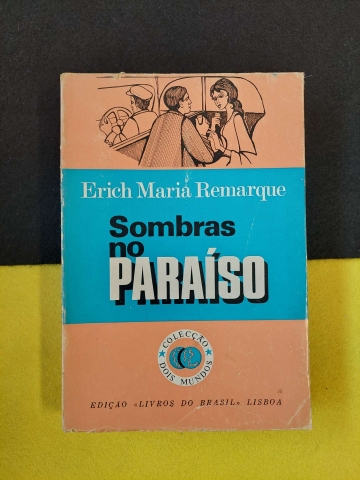 Erich Maria Remarque
Sombras
no
PARAÍSO
COLECÇÃO
DOIS MUNDOS
EDIÇÃO «LIVROS DO BRASIL» LISBOA